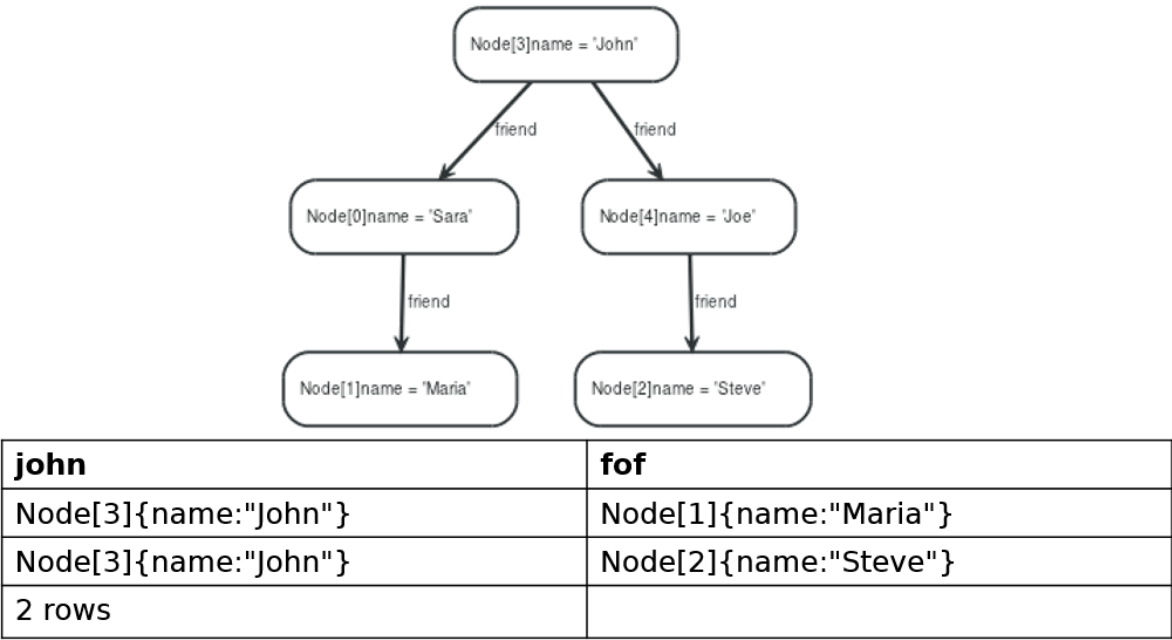 Node[3]name = 'John'
friend
friend
Node[0]name = 'Sara'
Node[4]name = 'Joe'
friend
friend
Node[1]name = 'Maria'
Node[2]name = 'Steve'
john
fof
Node[3]{name:"John"}
Node[1]{name:"Maria"}
Node[3]{name:"John"}
Node[2]{name:"Steve"}
2 rows